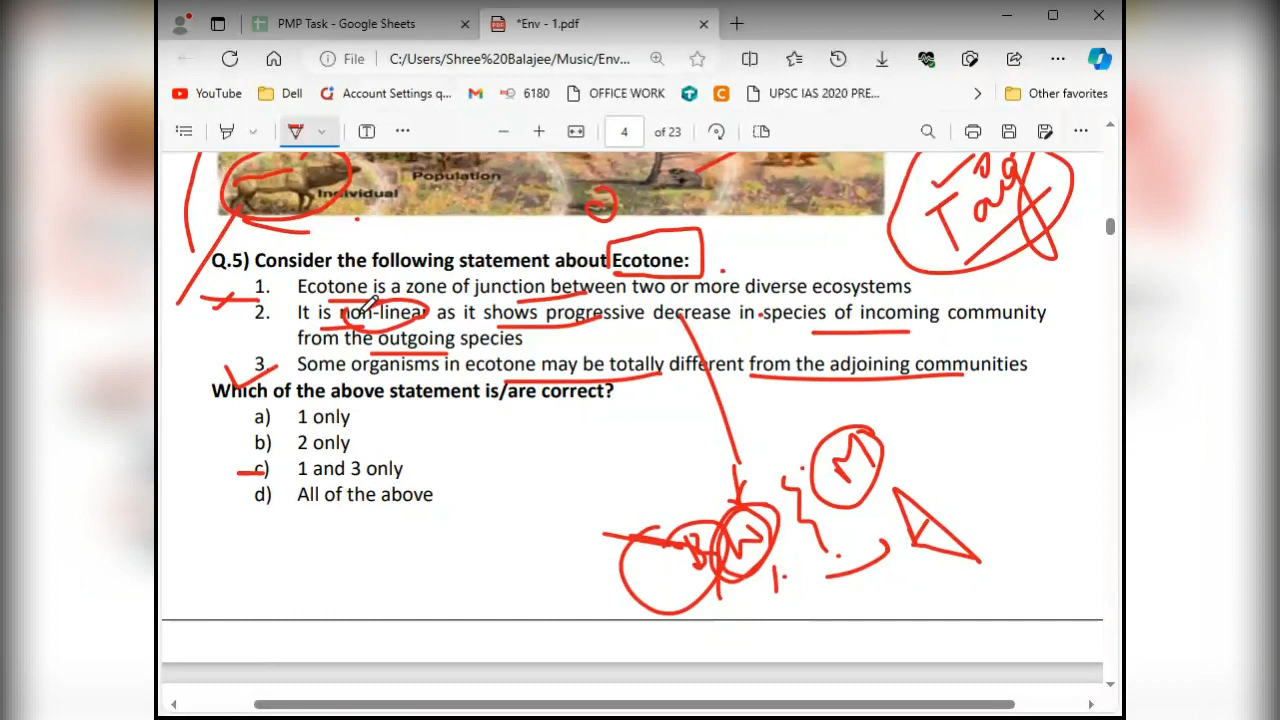 PMP Task - Google Sheets
*Env - 1.pdf
File C:/Users/Shree%20Balajee/Music/Env...
YouTube Dell Account Settings q... 6180 OFFICE WORK UPSC IAS 2020 PRE... Other favorites
4 of 23
Population
Individual
Q.5) Consider the following statement about Ecotone:
1. Ecotone is a zone of junction between two or more diverse ecosystems
2. It is non-linear as it shows progressive decrease in species of incoming community
from the outgoing species
3. Some organisms in ecotone may be totally different from the adjoining communities
Which of the above statement is/are correct?
a) 1 only
b) 2 only
c) 1 and 3 only
d) All of the above
M
B W